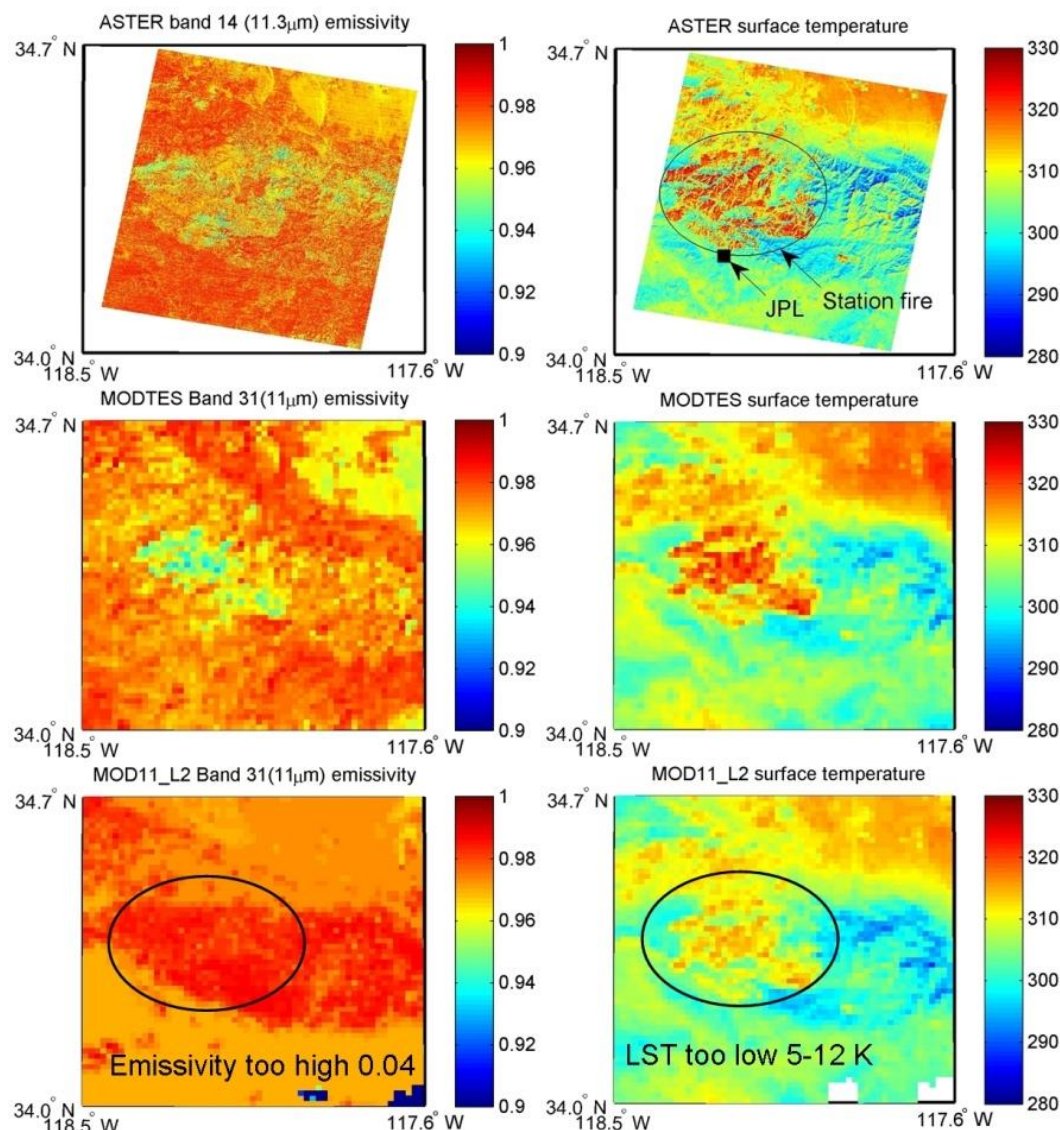 ASTER band 14 (11.3μm) emissivity
34.7° N
34.0° N
118.5° W
117.6° W
1
0.98
0.96
0.94
0.92
0.9
ASTER surface temperature
34.7° N
34.0° N
118.5° W
117.6° W
JPL
Station fire
330
320
310
300
290
280
MODTES Band 31(11μm) emissivity
34.7° N
34.0° N
118.5° W
117.6° W
1
0.98
0.96
0.94
0.92
0.9
MODTES surface temperature
34.7° N
34.0° N
118.5° W
117.6° W
330
320
310
300
290
280
MOD11_L2 Band 31(11μm) emissivity
34.7° N
34.0° N
118.5° W
117.6° W
Emissivity too high 0.04
1
0.98
0.96
0.94
0.92
0.9
MOD11_L2 surface temperature
34.7° N
34.0° N
118.5° W
117.6° W
LST too low 5-12 K
330
320
310
300
290
280